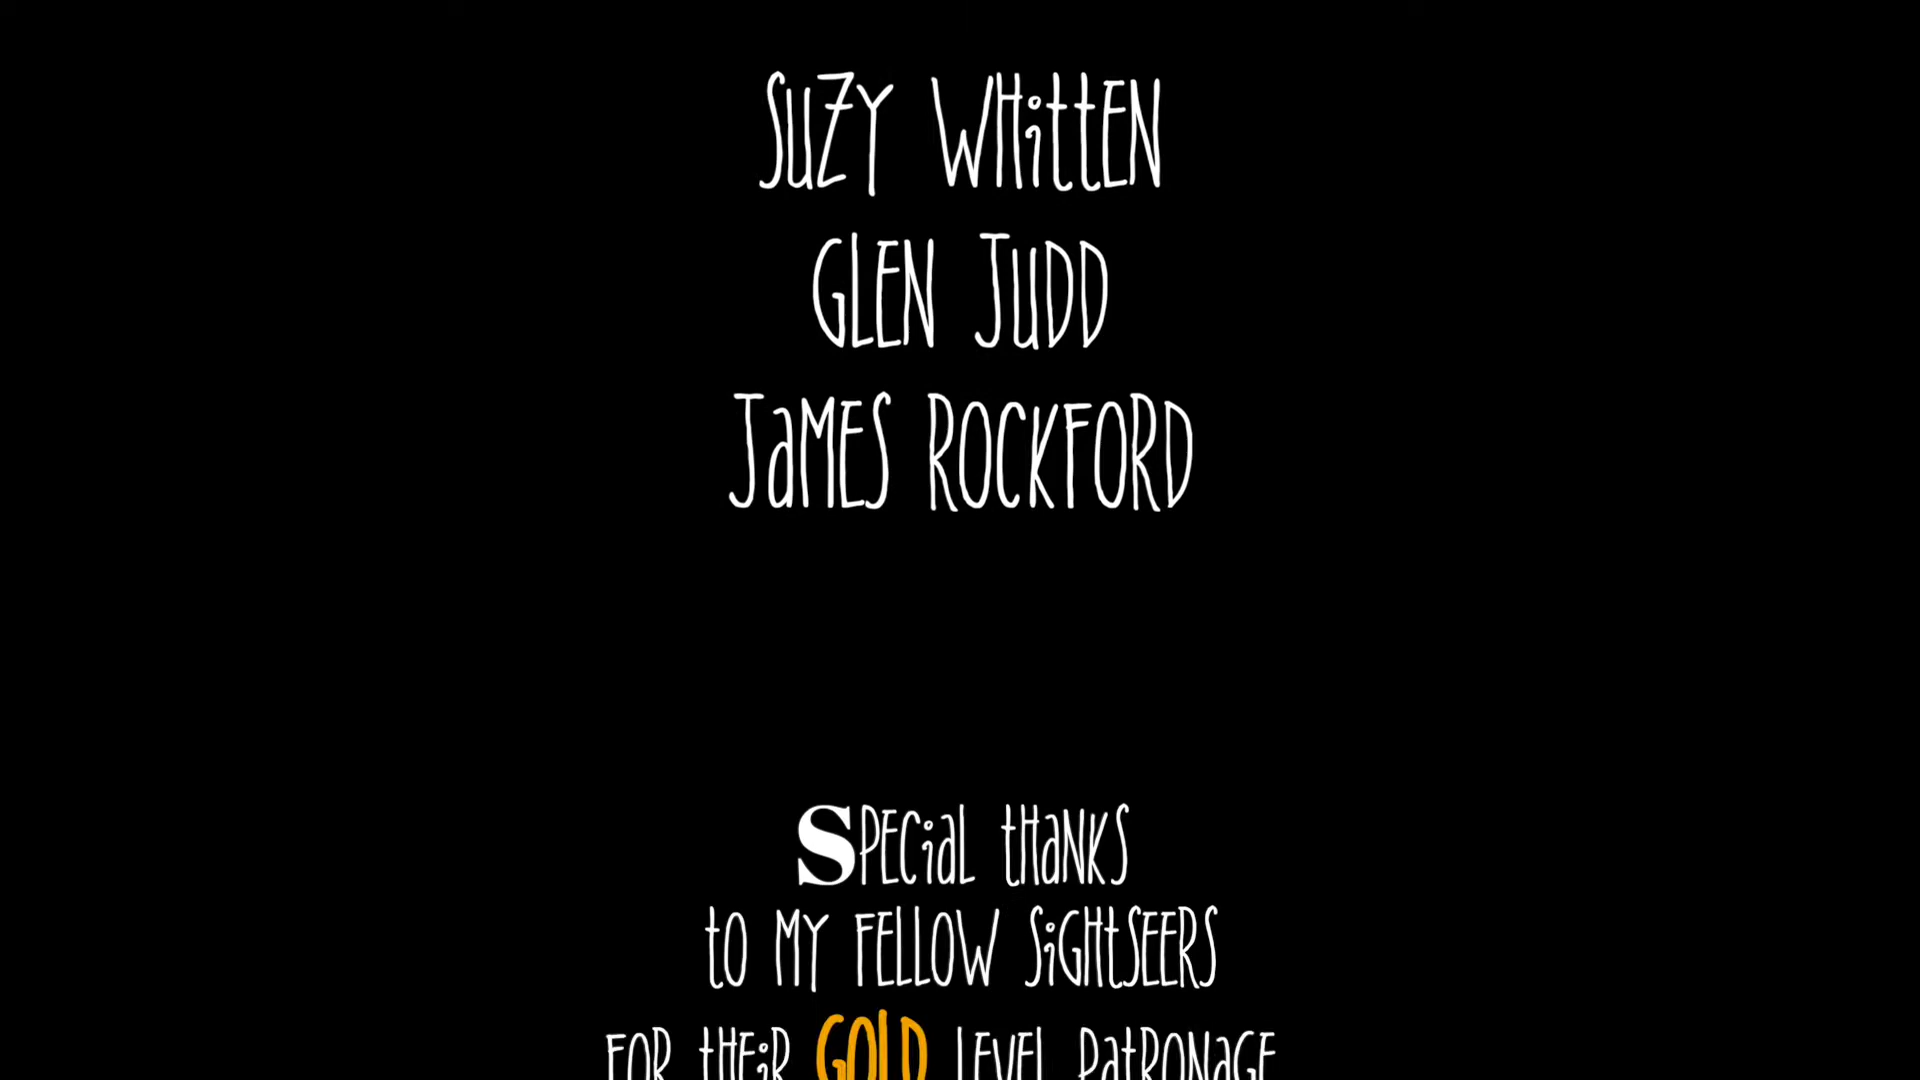 SUZY WHITTEN
GLEN JUDD
JAMES ROCKFORD
SPECIAL THANKS
TO MY FELLOW SIGHTSEERS
FOR THEIR GOLD LEVEL PATRONAGE